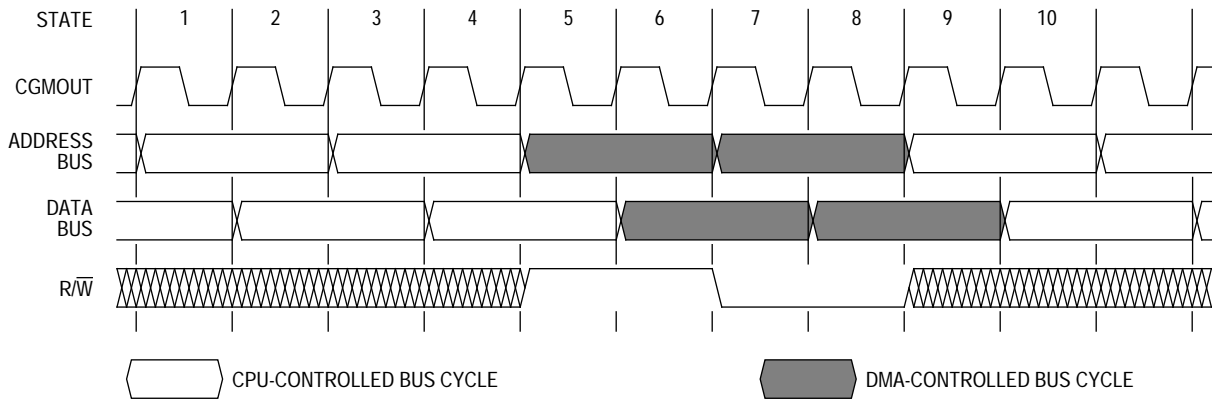 STATE 1 2 3 4 5 6 7 8 9 10
CGMOUT
ADDRESS
BUS
DATA
BUS
R/W̅
CPU-CONTROLLED BUS CYCLE DMA-CONTROLLED BUS CYCLE